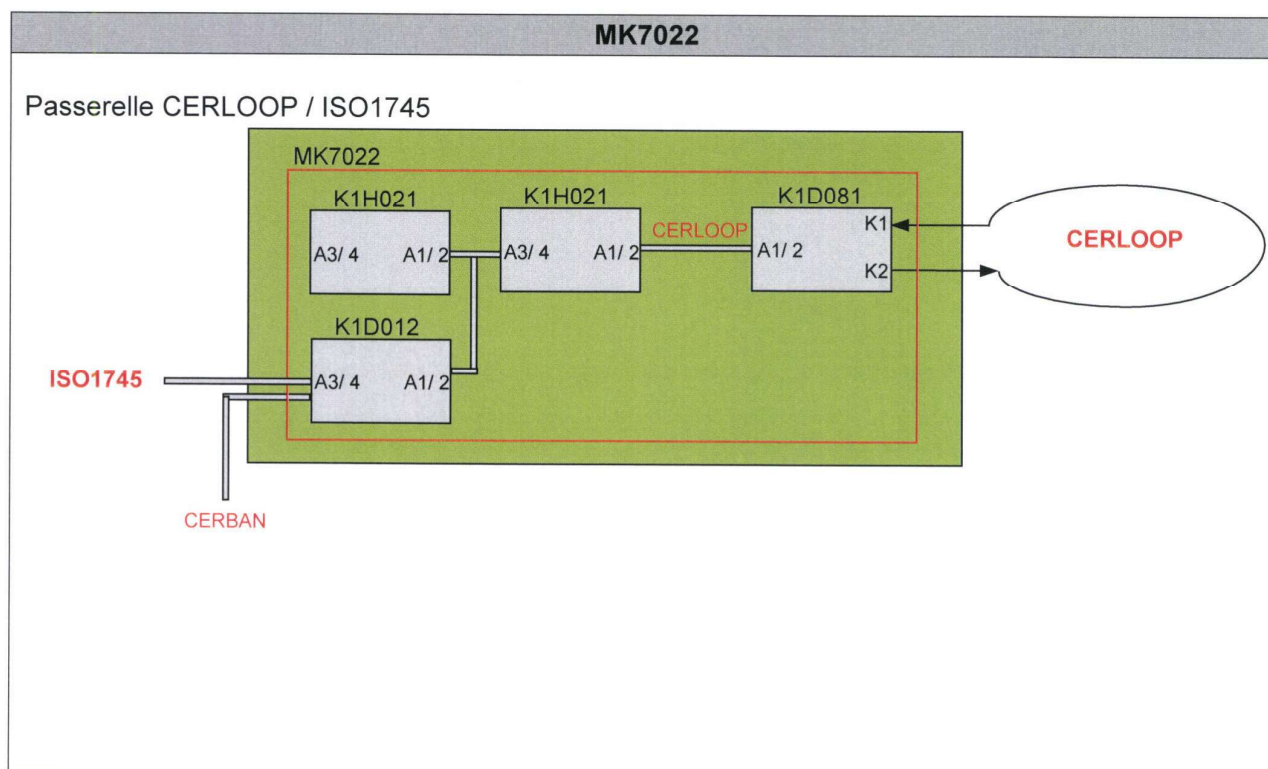 MK7022
Passerelle CERLOOP / ISO1745
MK7022
K1H021
K1H021
K1D081
A3/ 4
A1/ 2
A3/ 4
A1/ 2
CERLOOP
A1/ 2
K1
K2
CERLOOP
K1D012
ISO1745
A3/ 4
A1/ 2
CERBAN